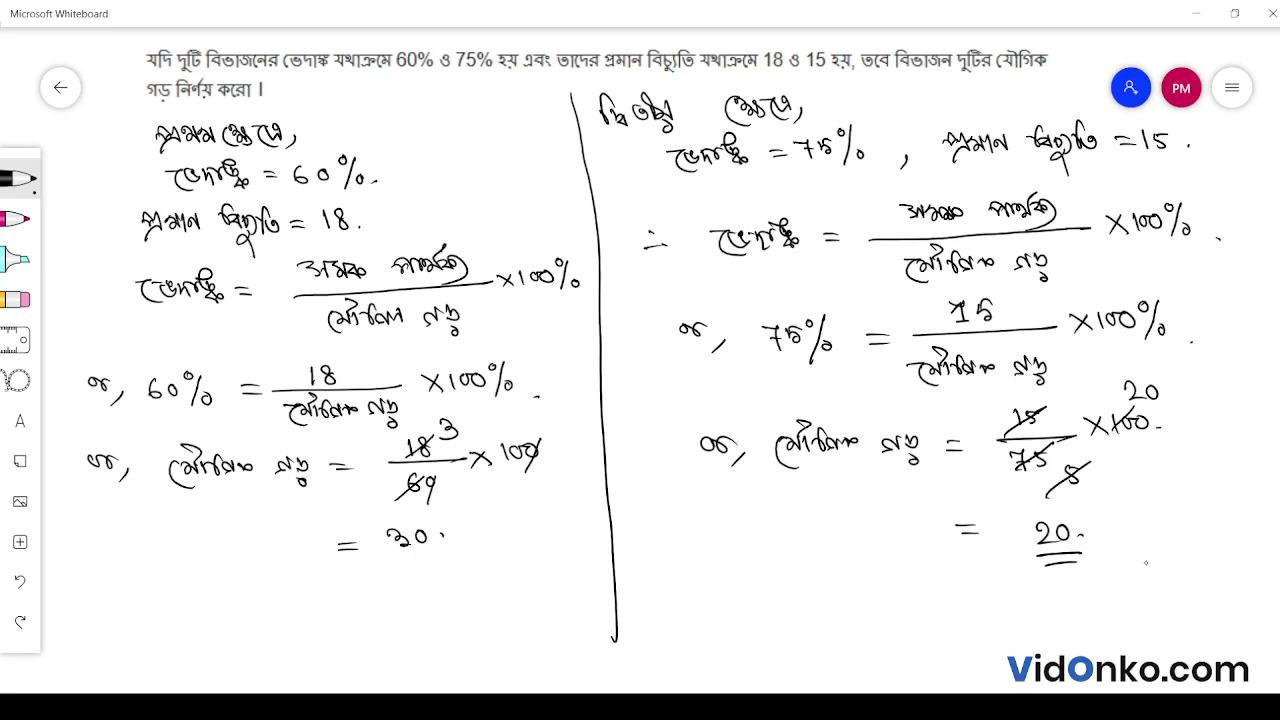 Microsoft Whiteboard
যদি দুটি বিভাজনের ভেদাঙ্ক যথাক্রমে 60% ও 75% হয় এবং তাদের প্রমান বিচ্যুতি যথাক্রমে 18 ও 15 হয়, তবে বিভাজন দুটির যৌগিক
গড় নির্ণয় করো ।
PM
প্রথম ক্ষেত্রে,
ভেদাঙ্ক = 60%.
প্রমান বিচ্যুতি = 18.
ভেদাঙ্ক = সমক পার্থক্য / যৌগিক গড় × 100%
বা, 60% = 18 / যৌগিক গড় × 100%.
বা, যৌগিক গড় = 18 3 / 60 × 100
= 30.
দ্বিতীয় ক্ষেত্রে,
ভেদাঙ্ক = 75%, প্রমান বিচ্যুতি = 15.
∴ ভেদাঙ্ক = সমক পার্থক্য / যৌগিক গড় × 100%.
বা, 75% = 15 / যৌগিক গড় × 100%.
বা, যৌগিক গড় = 15 / 75 5 × 100 20.
= 20.
VidOnko.com